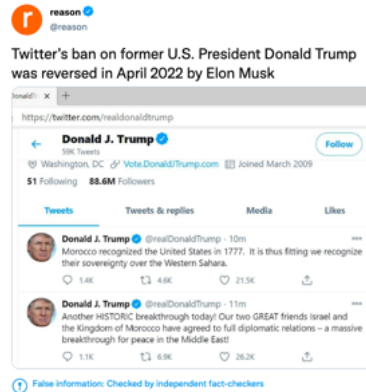 reason
@reason
Twitter's ban on former U.S. President Donald Trump
was reversed in April 2022 by Elon Musk
https://twitter.com/realdonaldtrump
Donald J. Trump
59K Tweets
Follow
Washington, DC Vote.DonaldJTrump.com Joined March 2009
51 Following 88.6M Followers
Tweets Tweets & replies Media Likes
Donald J. Trump @realDonaldTrump · 10m
Morocco recognized the United States in 1777. It is thus fitting we recognize
their sovereignty over the Western Sahara.
1.4K 4.6K 21.5K
Donald J. Trump @realDonaldTrump · 11m
Another HISTORIC breakthrough today! Our two GREAT friends Israel and
the Kingdom of Morocco have agreed to full diplomatic relations – a massive
breakthrough for peace in the Middle East!
1.1K 6.9K 26.2K
False information: Checked by independent fact-checkers